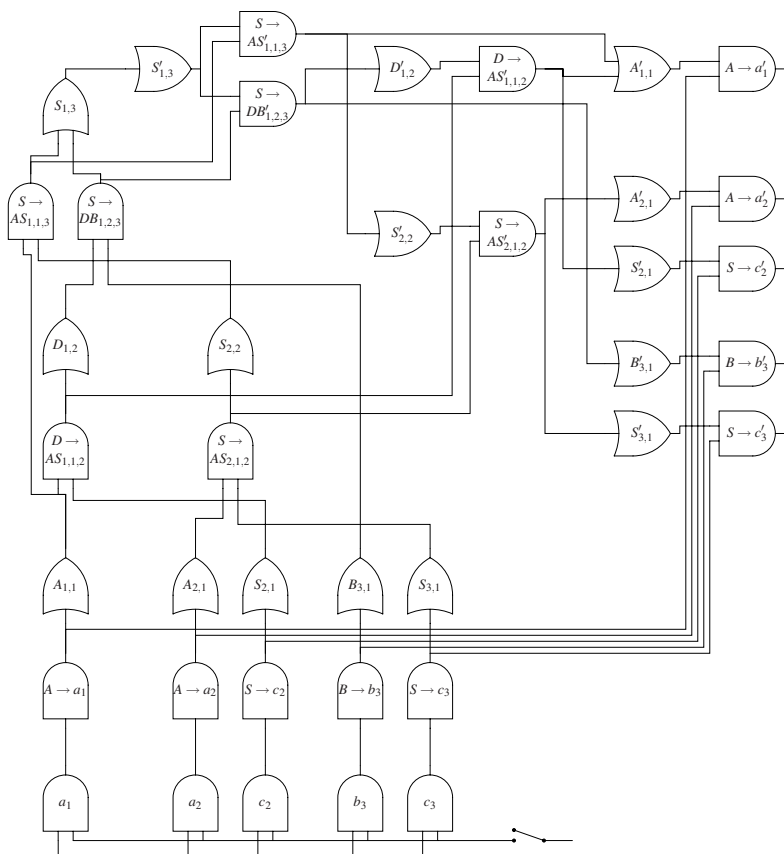 S →
AS′1,1,3
S′1,3
D′1,2
D →
AS′1,1,2
A′1,1
A → a′1
S1,3
S →
DB′1,2,3
S →
AS1,1,3
S →
DB1,2,3
A′2,1
A → a′2
S′2,2
S →
AS′2,1,2
S′2,1
S → c′2
D1,2
S2,2
B′3,1
B → b′3
D →
AS1,1,2
S →
AS2,1,2
S′3,1
S → c′3
A1,1
A2,1
S2,1
B3,1
S3,1
A → a1
A → a2
S → c2
B → b3
S → c3
a1
a2
c2
b3
c3